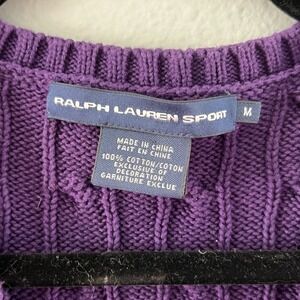 RALPH LAUREN SPORT M
MADE IN CHINA
FAIT EN CHINE
100% COTTON/COTON
EXCLUSIVE OF
DECORATION
GARNITURE EXCLUE